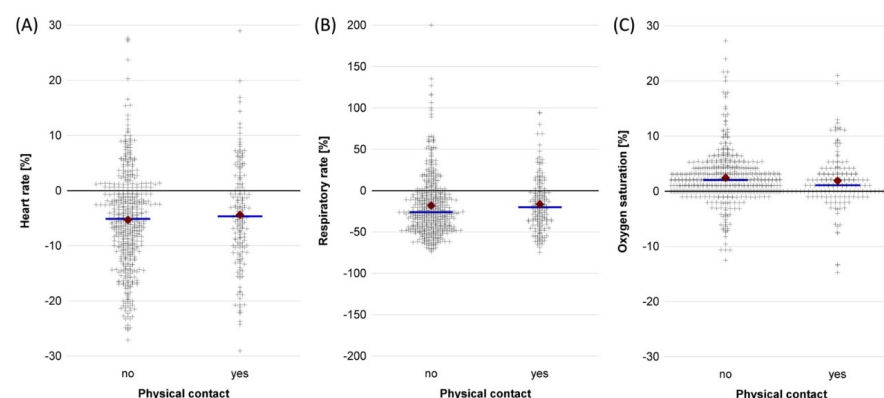 (A)
Heart rate [%]
30
20
10
0
-10
-20
-30
no yes
Physical contact
(B)
Respiratory rate [%]
200
150
100
50
0
-50
-100
-150
-200
no yes
Physical contact
(C)
Oxygen saturation [%]
30
20
10
0
-10
-20
-30
no yes
Physical contact